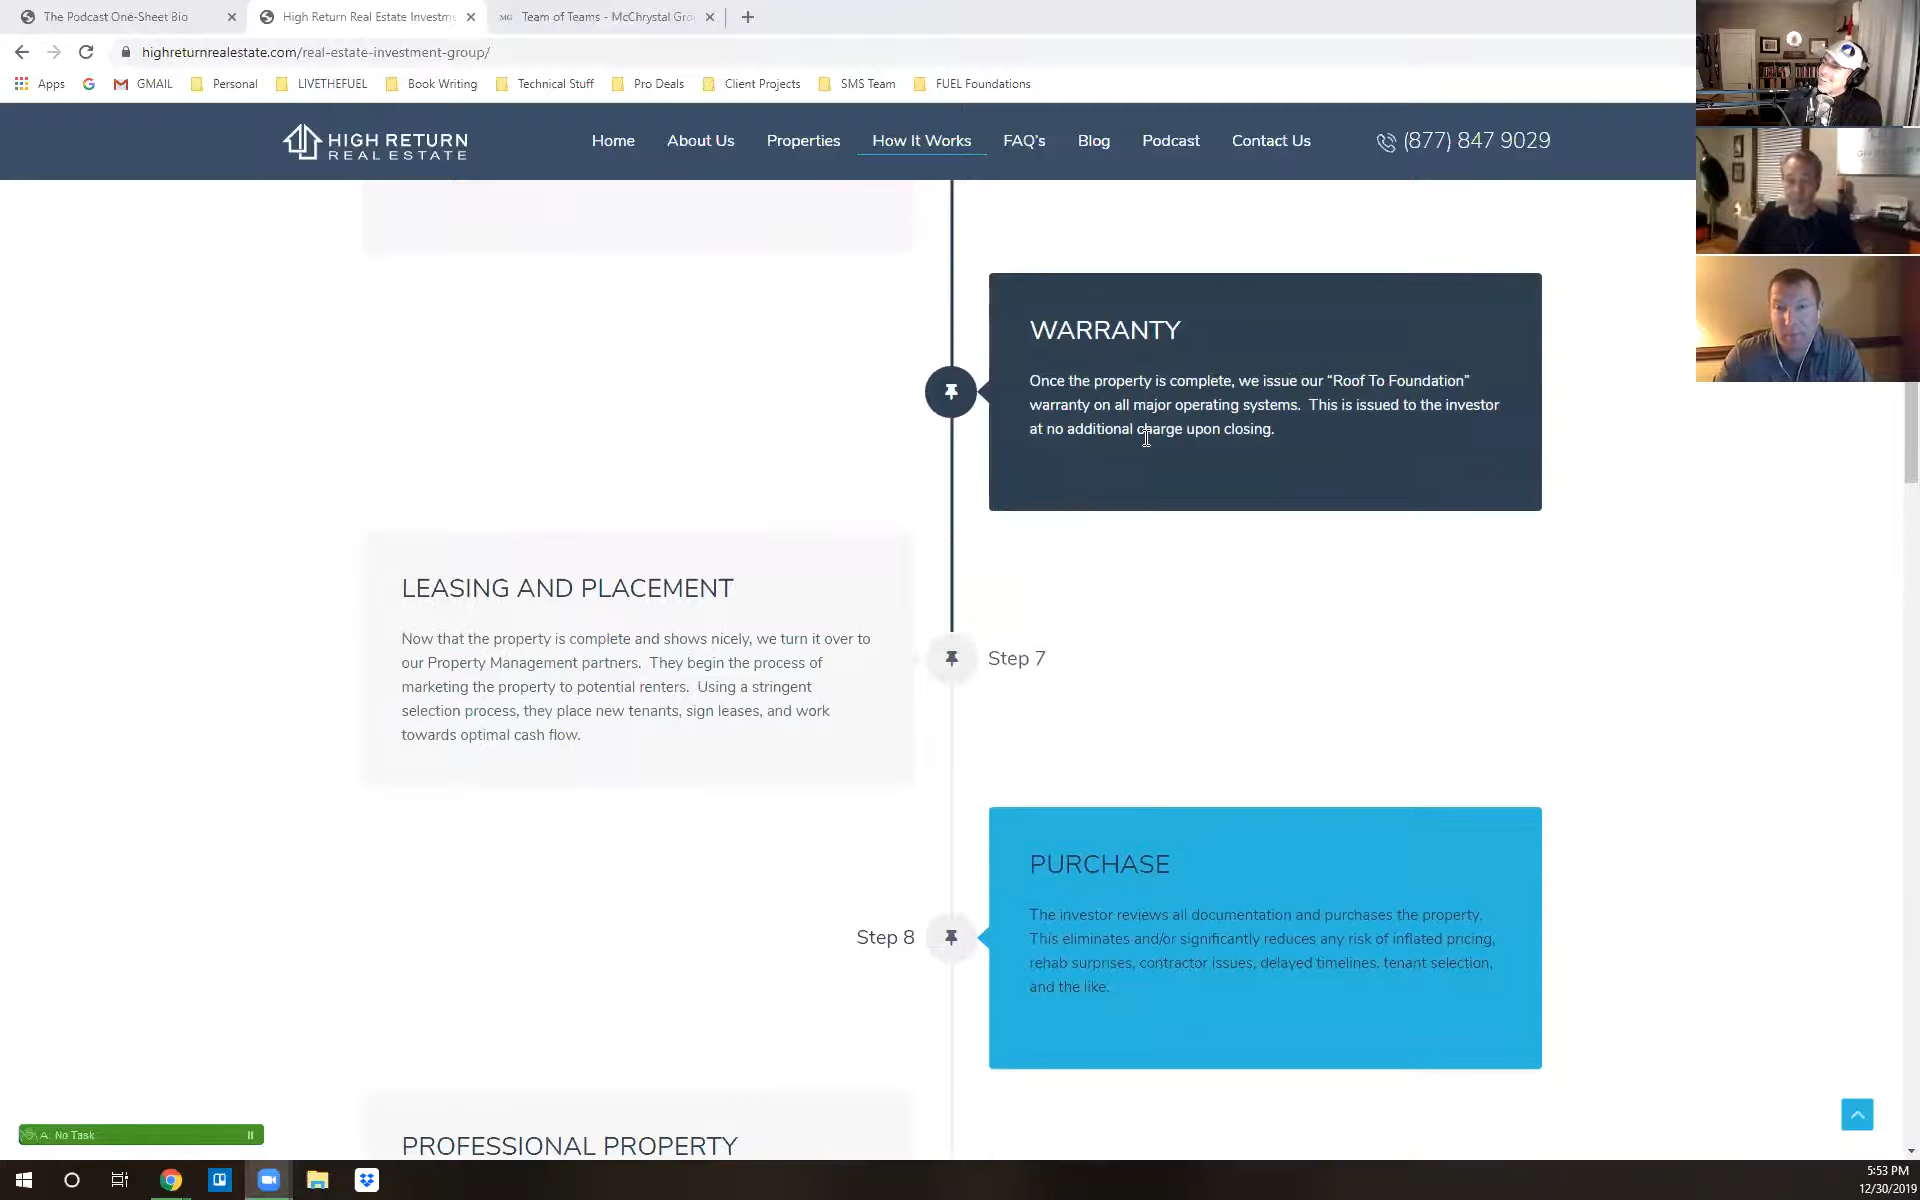 The Podcast One-Sheet Bio
High Return Real Estate Investme
MG Team of Teams - McChrystal Gro
highreturnrealestate.com/real-estate-investment-group/
Apps GMAIL Personal LIVETHEFUEL Book Writing Technical Stuff Pro Deals Client Projects SMS Team FUEL Foundations
HIGH RETURN
REAL ESTATE
Home About Us Properties How It Works FAQ's Blog Podcast Contact Us (877) 847 9029
WARRANTY
Once the property is complete, we issue our “Roof To Foundation”
warranty on all major operating systems. This is issued to the investor
at no additional charge upon closing.
LEASING AND PLACEMENT
Now that the property is complete and shows nicely, we turn it over to
our Property Management partners. They begin the process of
marketing the property to potential renters. Using a stringent
selection process, they place new tenants, sign leases, and work
towards optimal cash flow.
Step 7
PURCHASE
The investor reviews all documentation and purchases the property.
This eliminates and/or significantly reduces any risk of inflated pricing,
rehab surprises, contractor issues, delayed timelines, tenant selection,
and the like.
Step 8
PROFESSIONAL PROPERTY
A: No Task
5:53 PM
12/30/2019